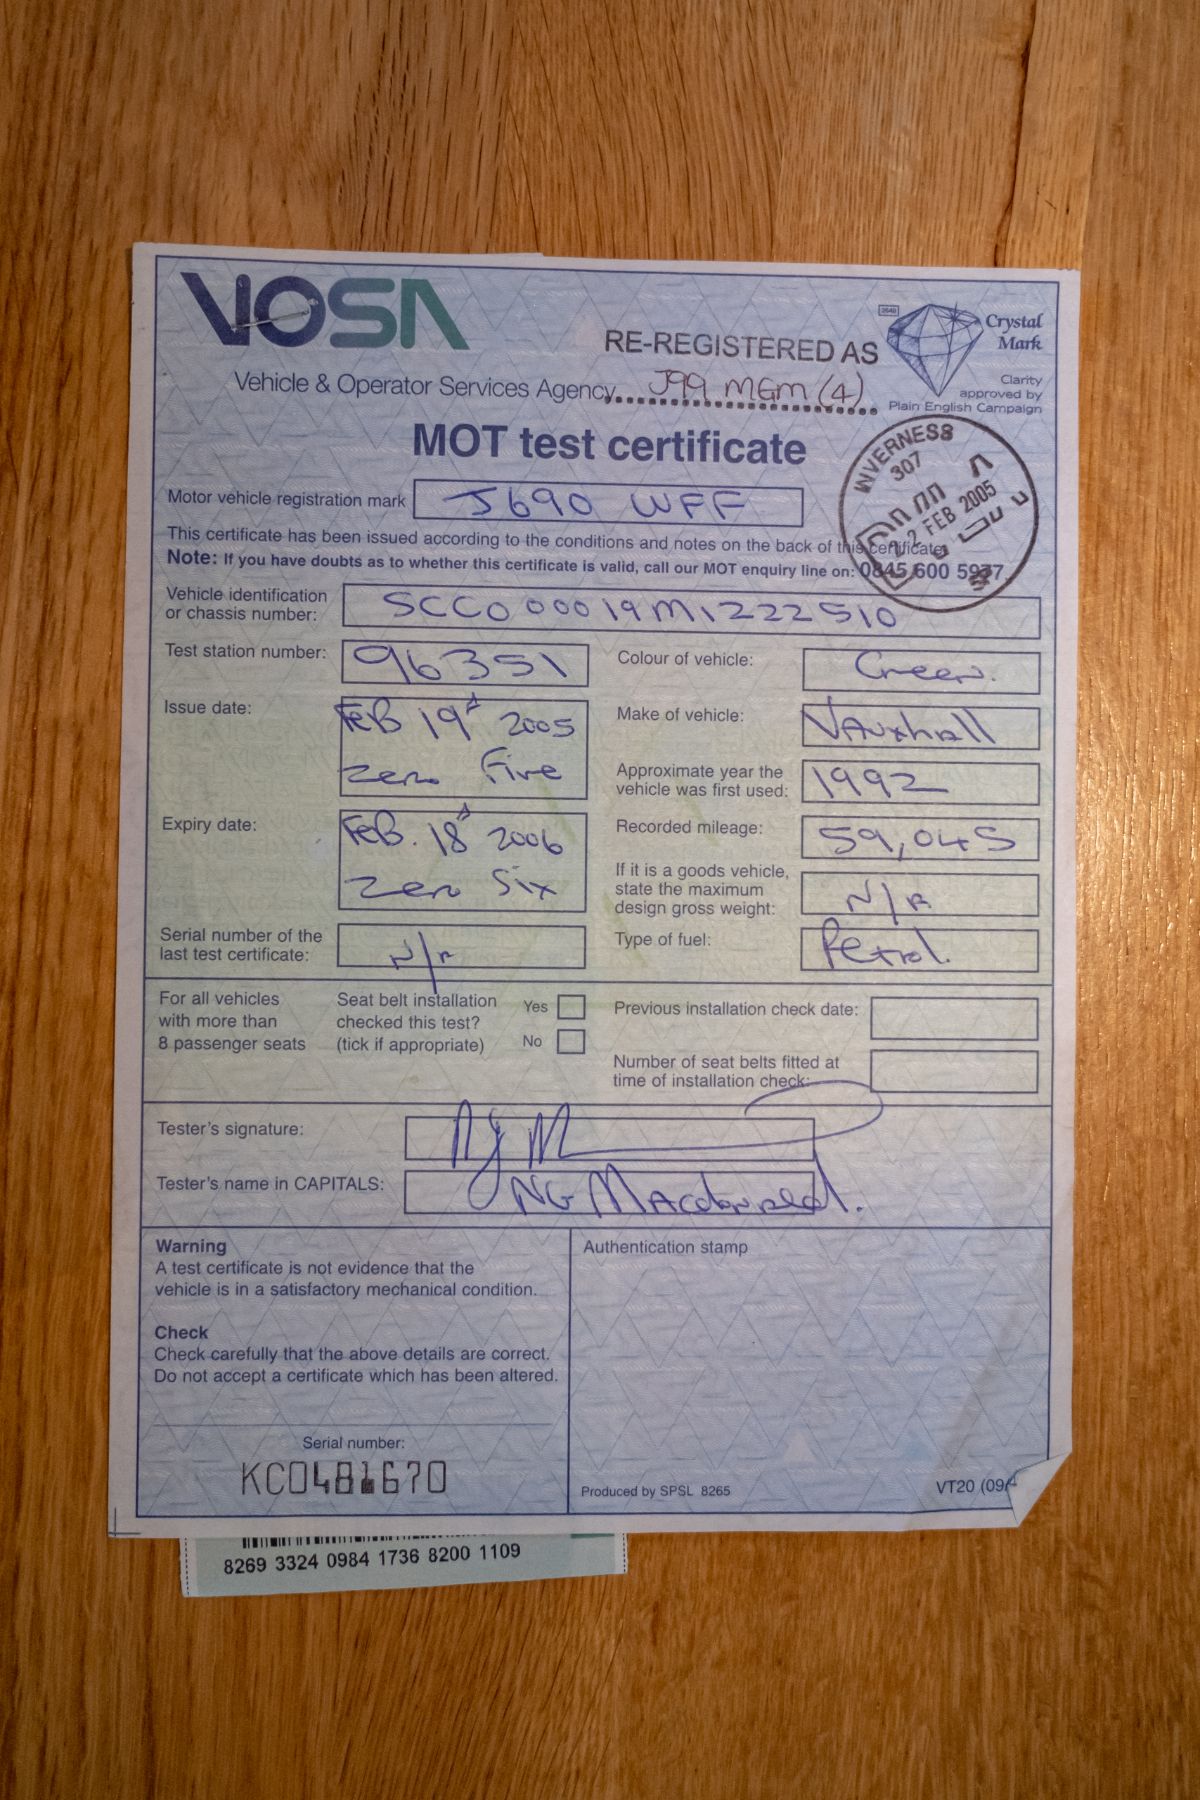 VOSA
Vehicle & Operator Services Agency
RE-REGISTERED AS
J99 MGM (4)
2640
Crystal
Mark
Clarity
approved by
Plain English Campaign
MOT test certificate
INVERNESS
307
2 FEB 2005
Motor vehicle registration mark J690 WFF
This certificate has been issued according to the conditions and notes on the back of this certificate.
Note: If you have doubts as to whether this certificate is valid, call our MOT enquiry line on: 0845 600 5977
Vehicle identification
or chassis number: SCC0 000 19M1222510
Test station number: 96351
Colour of vehicle: Green.
Issue date: FeB 19th 2005
zero Five
Make of vehicle: VAuxhall
Approximate year the
vehicle was first used: 1992
Expiry date: FeB. 18th 2006
zero Six
Recorded mileage: 59,045
If it is a goods vehicle,
state the maximum
design gross weight: N/A
Serial number of the
last test certificate: N/A
Type of fuel: Petrol.
For all vehicles
with more than
8 passenger seats
Seat belt installation
checked this test?
(tick if appropriate)
Yes
No
Previous installation check date:
Number of seat belts fitted at
time of installation check:
Tester's signature:
Tester's name in CAPITALS: NG MAcdonald.
Warning
A test certificate is not evidence that the
vehicle is in a satisfactory mechanical condition.
Check
Check carefully that the above details are correct.
Do not accept a certificate which has been altered.
Serial number:
KC0481670
Authentication stamp
Produced by SPSL 8265
VT20 (09/
8269 3324 0984 1736 8200 1109